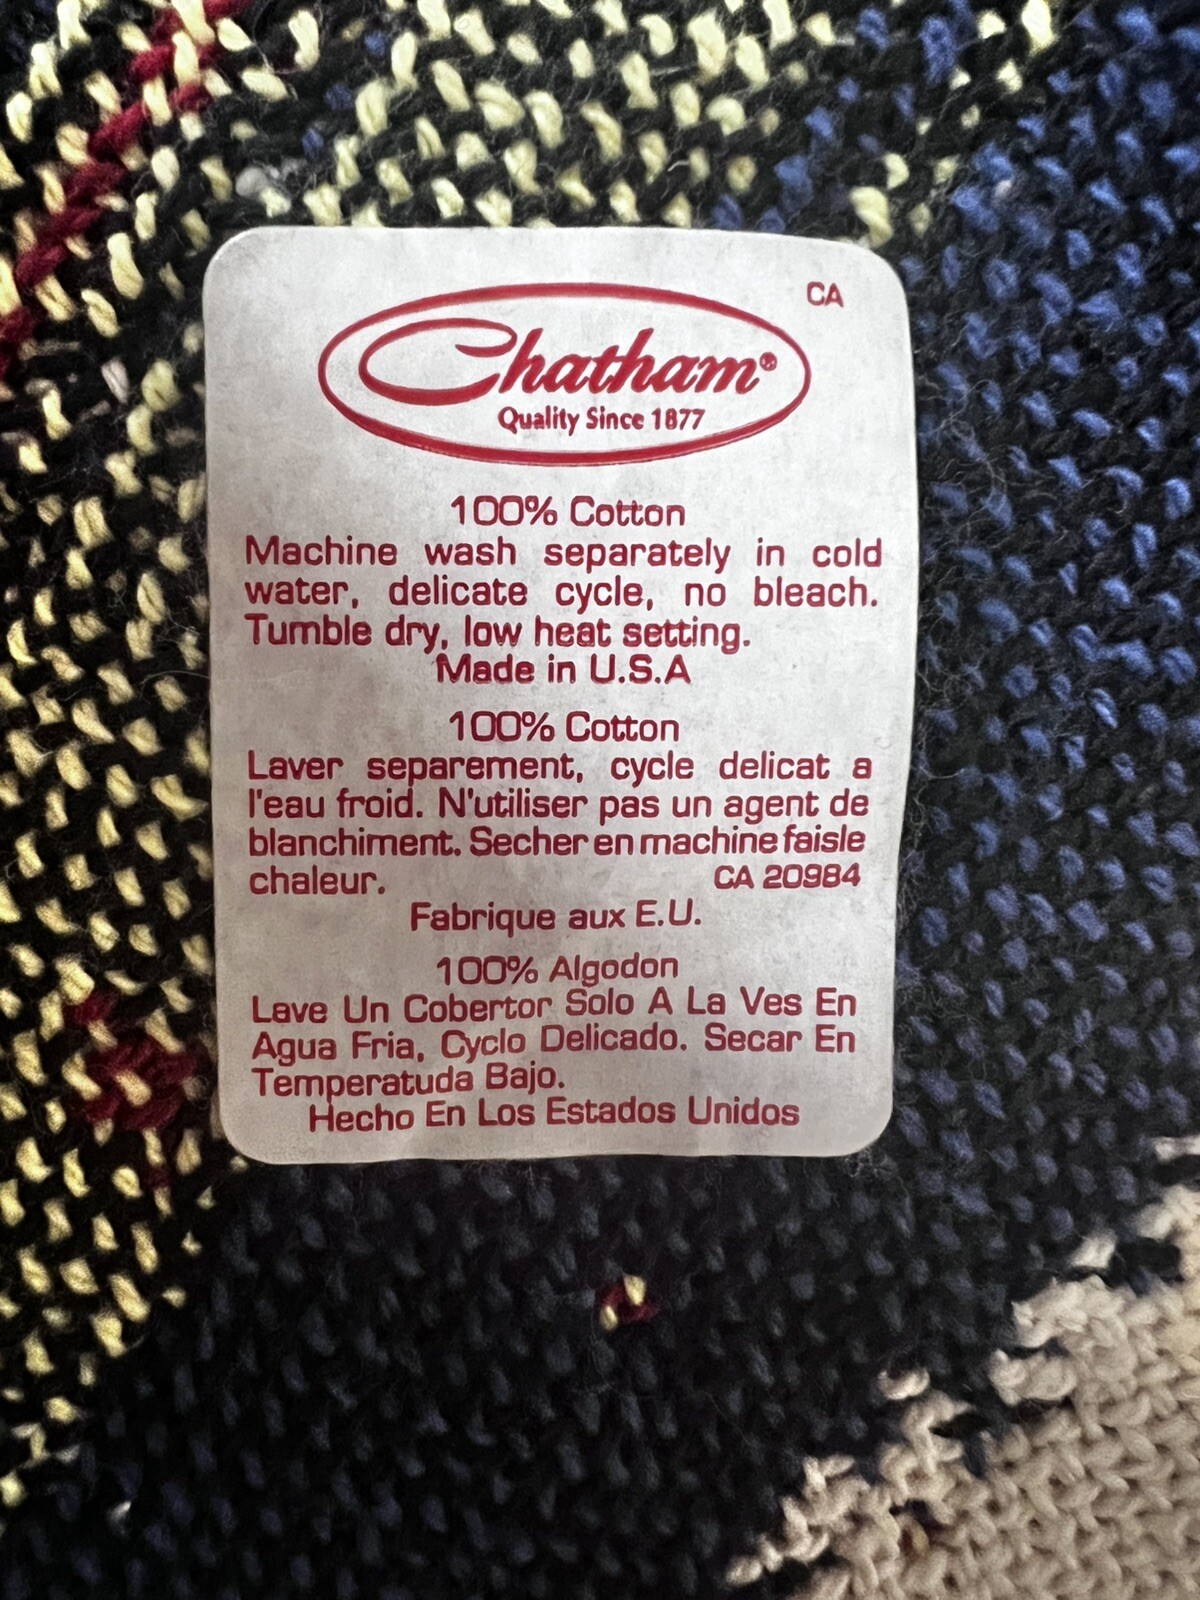 CA
Chatham®
Quality Since 1877
100% Cotton
Machine wash separately in cold
water, delicate cycle, no bleach.
Tumble dry, low heat setting.
Made in U.S.A
100% Cotton
Laver separement, cycle delicat a
l'eau froid. N'utiliser pas un agent de
blanchiment. Secher en machine faisle
chaleur. CA 20984
Fabrique aux E.U.
100% Algodon
Lave Un Cobertor Solo A La Ves En
Agua Fria, Cyclo Delicado. Secar En
Temperatuda Bajo.
Hecho En Los Estados Unidos